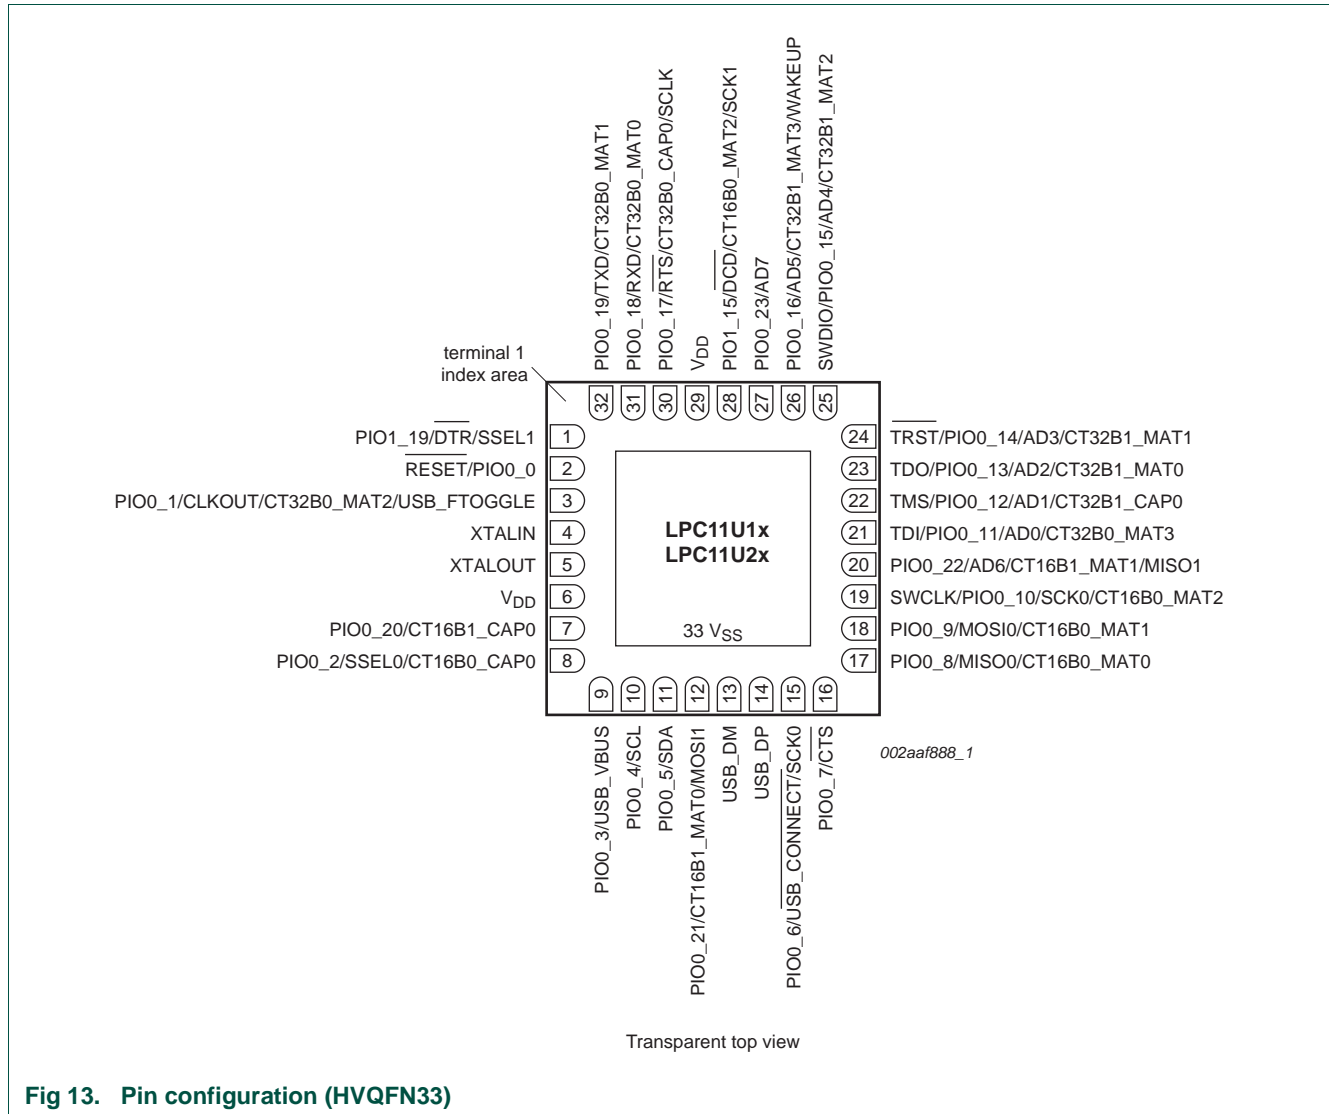 PIO0_19/TXD/CT32B0_MAT1
PIO0_18/RXD/CT32B0_MAT0
PIO0_17/RTS/CT32B0_CAP0/SCLK
VDD
PIO1_15/DCD/CT16B0_MAT2/SCK1
PIO0_23/AD7
PIO0_16/AD5/CT32B1_MAT3/WAKEUP
SWDIO/PIO0_15/AD4/CT32B1_MAT2
terminal 1
index area
32
31
30
29
28
27
26
25
PIO1_19/DTR/SSEL1
1
RESET/PIO0_0
2
PIO0_1/CLKOUT/CT32B0_MAT2/USB_FTOGGLE
3
XTALIN
4
XTALOUT
5
VDD
6
PIO0_20/CT16B1_CAP0
7
PIO0_2/SSEL0/CT16B0_CAP0
8
LPC11U1x
LPC11U2x
33 VSS
24
TRST/PIO0_14/AD3/CT32B1_MAT1
23
TDO/PIO0_13/AD2/CT32B1_MAT0
22
TMS/PIO0_12/AD1/CT32B1_CAP0
21
TDI/PIO0_11/AD0/CT32B0_MAT3
20
PIO0_22/AD6/CT16B1_MAT1/MISO1
19
SWCLK/PIO0_10/SCK0/CT16B0_MAT2
18
PIO0_9/MOSI0/CT16B0_MAT1
17
PIO0_8/MISO0/CT16B0_MAT0
9
10
11
12
13
14
15
16
PIO0_3/USB_VBUS
PIO0_4/SCL
PIO0_5/SDA
PIO0_21/CT16B1_MAT0/MOSI1
USB_DM
USB_DP
PIO0_6/USB_CONNECT/SCK0
PIO0_7/CTS
002aaf888_1
Transparent top view
Fig 13. Pin configuration (HVQFN33)